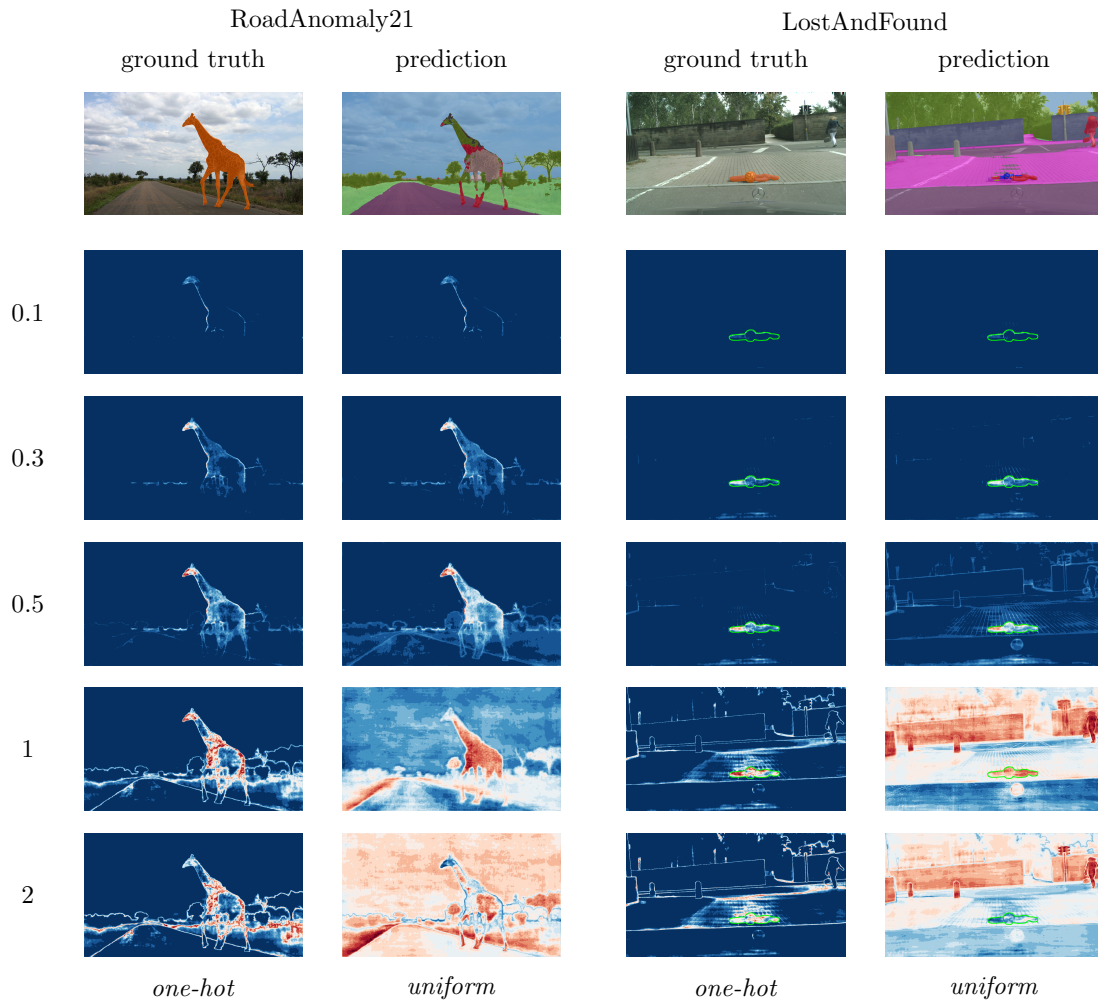 RoadAnomaly21 LostAndFound
ground truth prediction ground truth prediction
0.1
0.3
0.5
1
2
one-hot uniform one-hot uniform